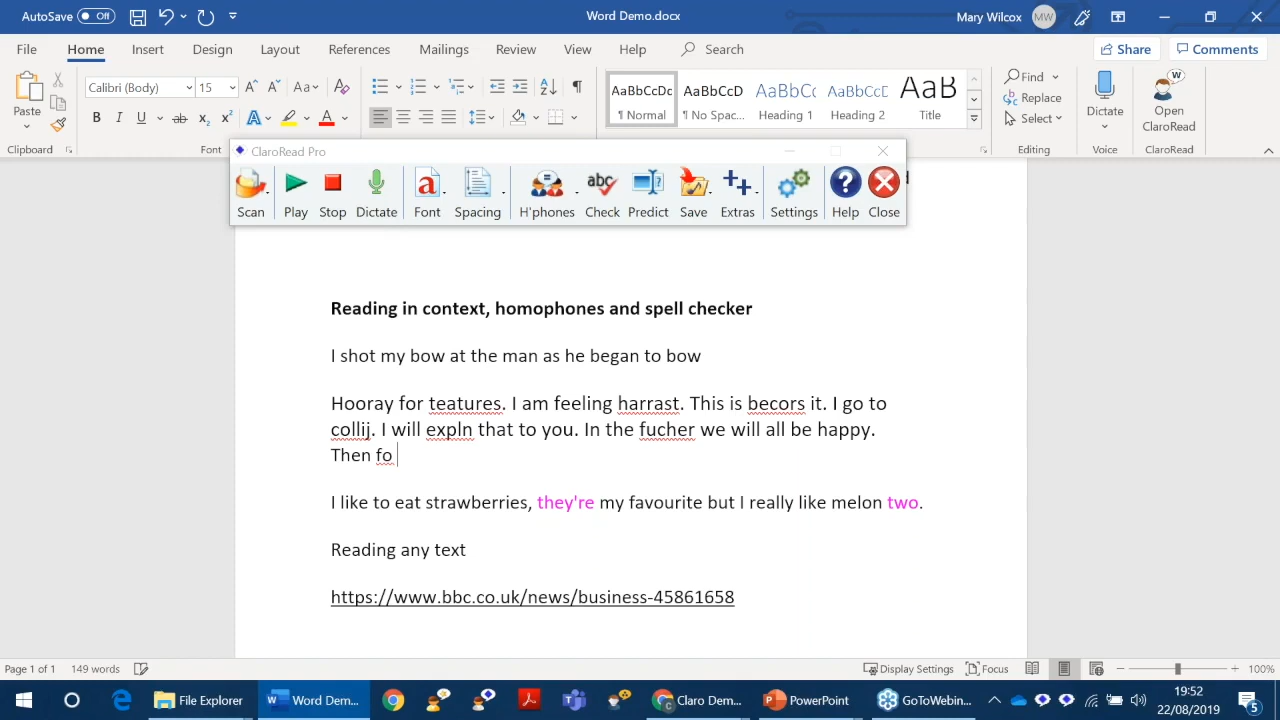 AutoSave Off
Word Demo.docx
Mary Wilcox MW
File Home Insert Design Layout References Mailings Review View Help Search
Share Comments
Calibri (Body) 15
Paste
Clipboard
Font
AaBbCcDc AaBbCcD AaBbCc AaBbCcD AaB
¶ Normal ¶ No Spac... Heading 1 Heading 2 Title
Find
Replace
Select
Editing
Dictate
Voice
Open
ClaroRead
ClaroRead
ClaroRead Pro
Scan Play Stop Dictate Font Spacing H'phones Check Predict Save Extras Settings Help Close
Reading in context, homophones and spell checker
I shot my bow at the man as he began to bow
Hooray for teatures. I am feeling harrast. This is becors it. I go to
collij. I will expln that to you. In the fucher we will all be happy.
Then fo
I like to eat strawberries, they're my favourite but I really like melon two.
Reading any text
https://www.bbc.co.uk/news/business-45861658
Page 1 of 1 149 words
Display Settings Focus 100%
File Explorer Word Dem... Claro Dem... PowerPoint GoToWebin...
19:52
22/08/2019
5